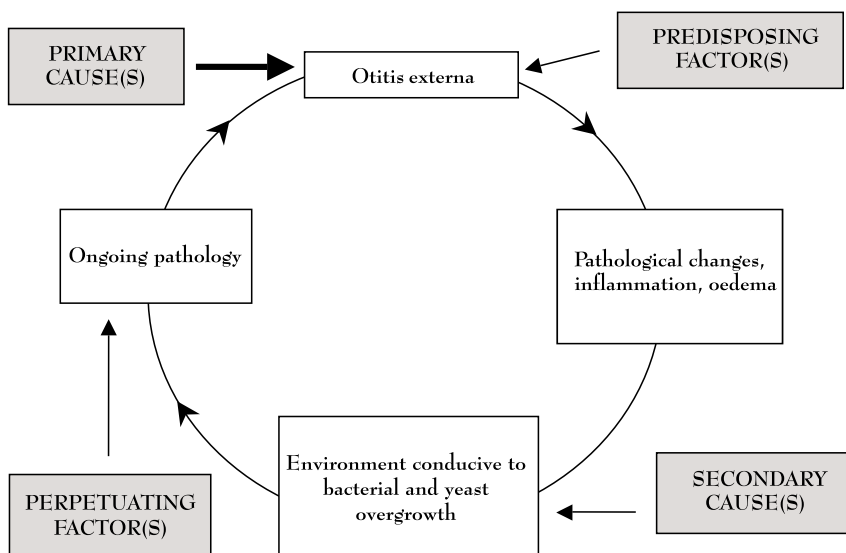 PRIMARY
CAUSE(S)
Otitis externa
PREDISPOSING
FACTOR(S)
Ongoing pathology
Pathological changes,
inflammation, oedema
Environment conducive to
bacterial and yeast
overgrowth
PERPETUATING
FACTOR(S)
SECONDARY
CAUSE(S)